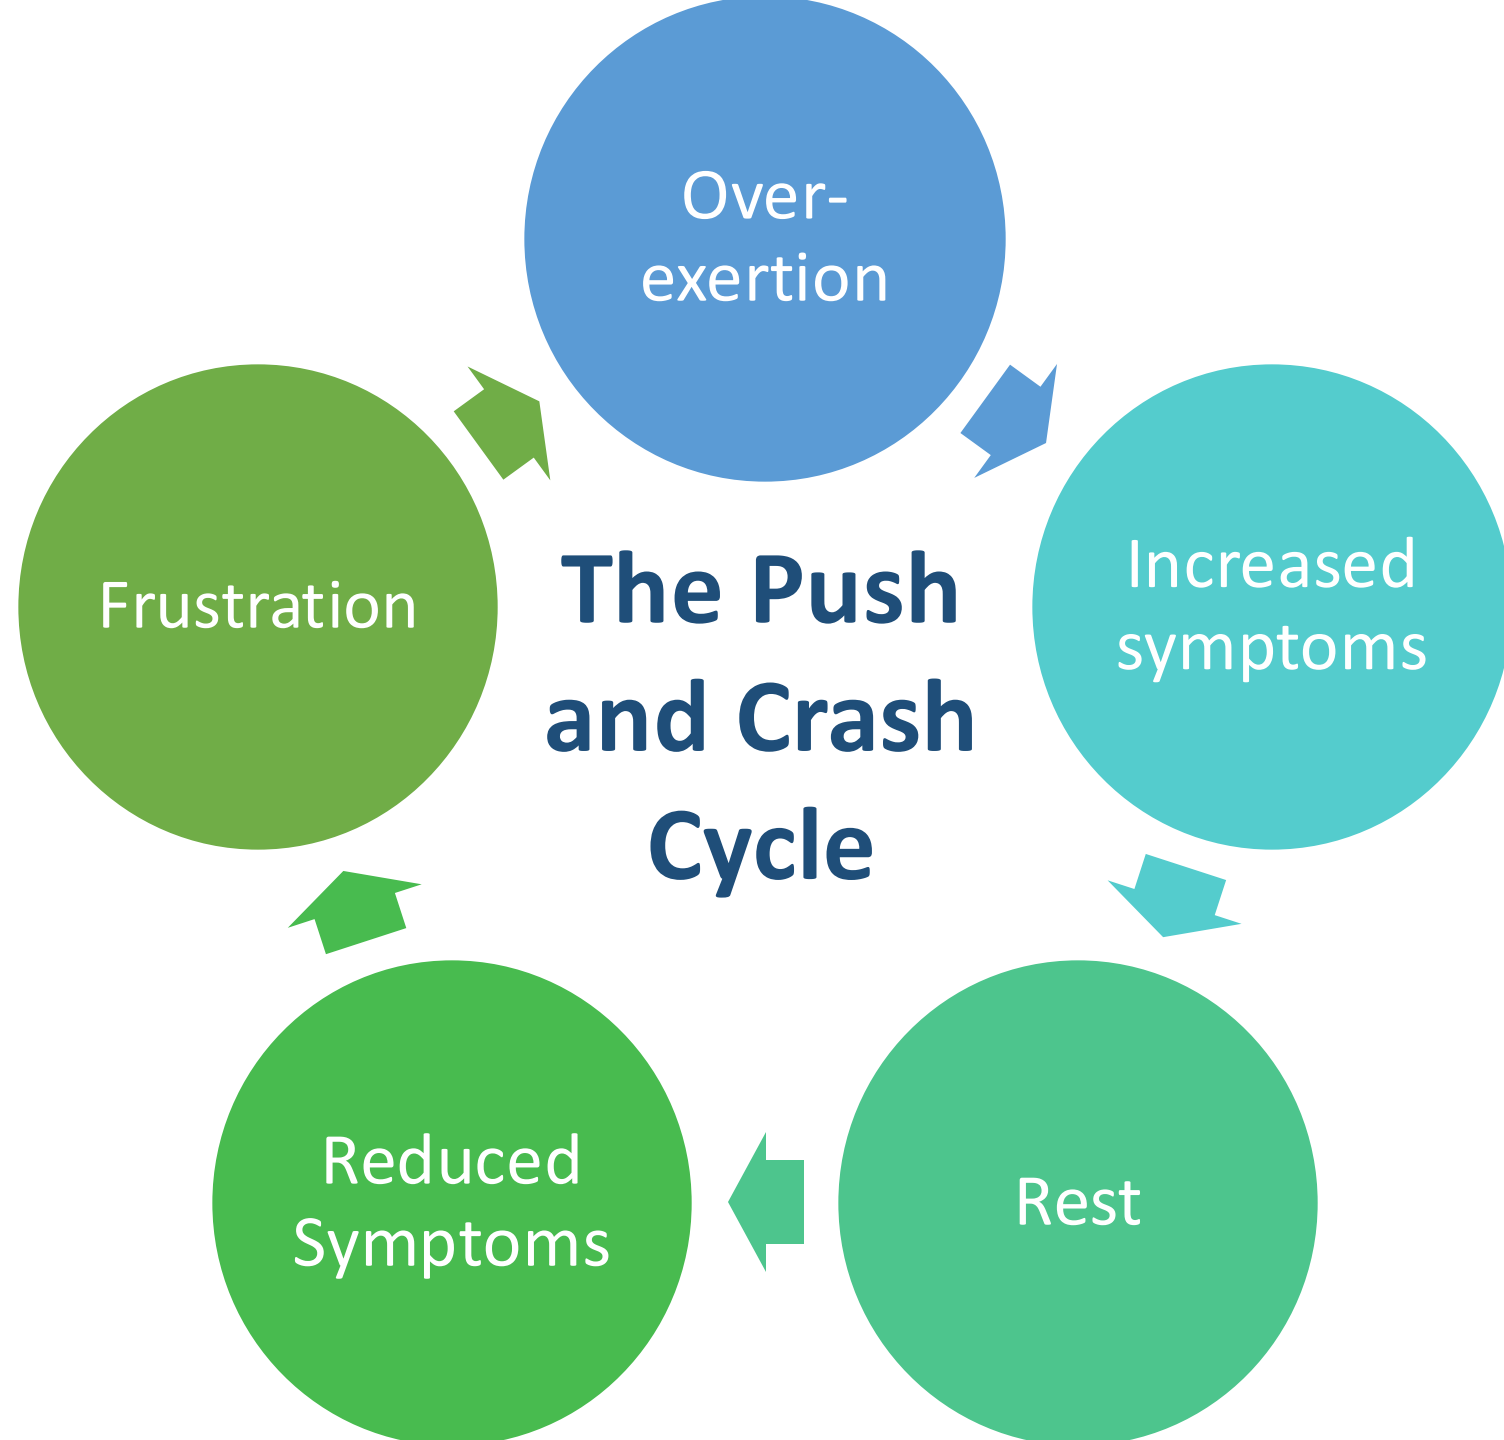 Over-
exertion
Increased
symptoms
Rest
Reduced
Symptoms
Frustration
The Push
and Crash
Cycle